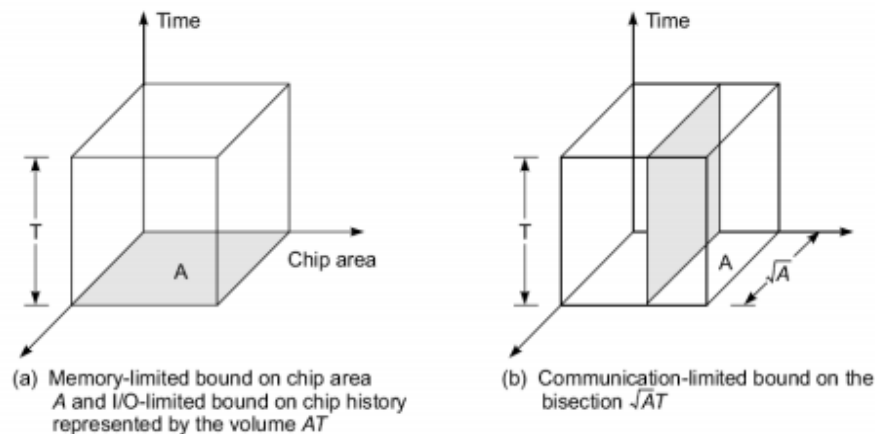 Time
T
A
Chip area
(a) Memory-limited bound on chip area
A and I/O-limited bound on chip history
represented by the volume AT
Time
T
A
√A
(b) Communication-limited bound on the
bisection √AT